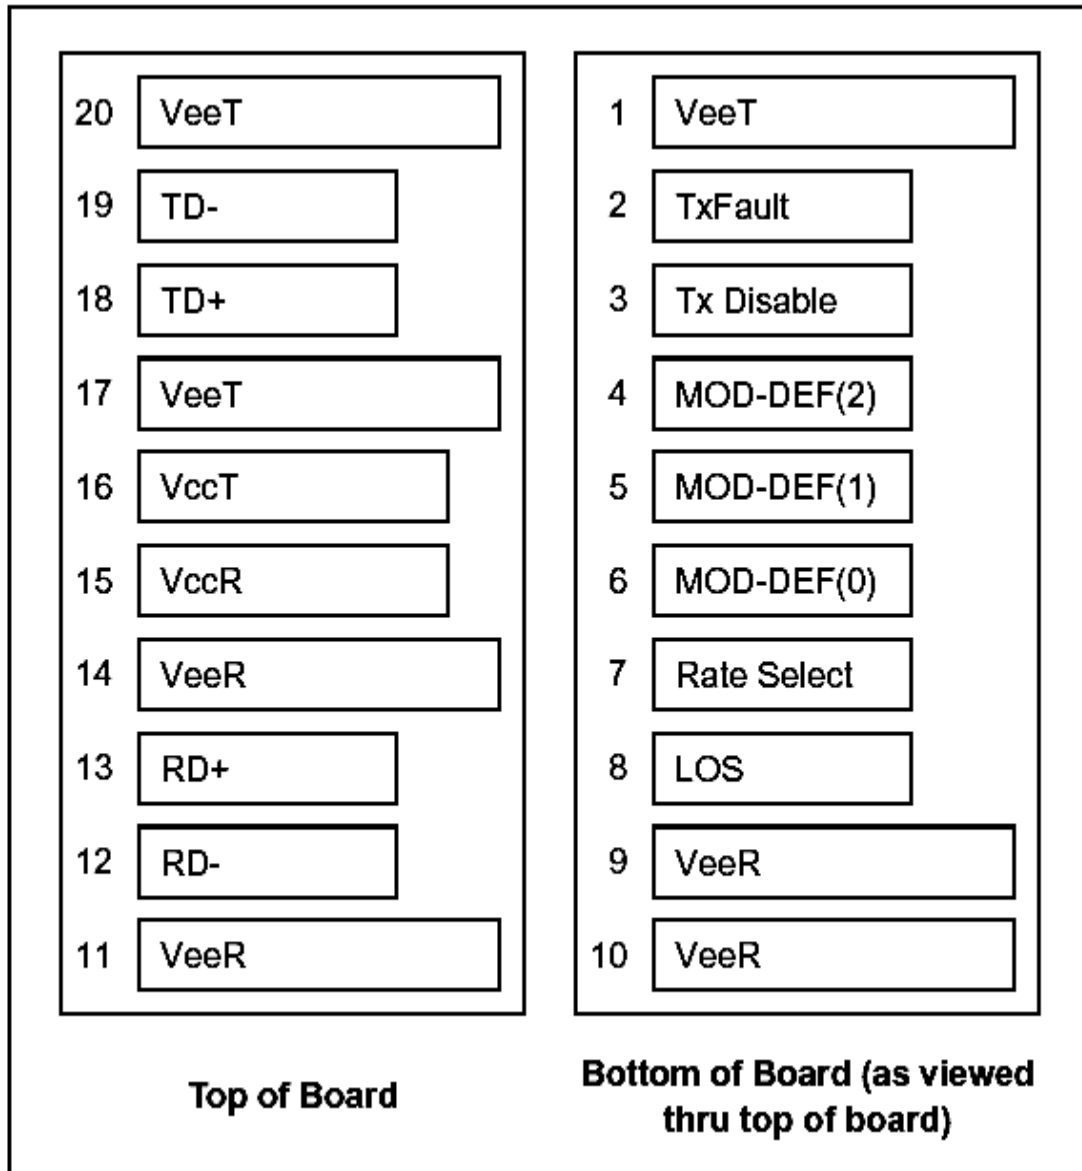 20 VeeT
19 TD-
18 TD+
17 VeeT
16 VccT
15 VccR
14 VeeR
13 RD+
12 RD-
11 VeeR
Top of Board
1 VeeT
2 TxFault
3 Tx Disable
4 MOD-DEF(2)
5 MOD-DEF(1)
6 MOD-DEF(0)
7 Rate Select
8 LOS
9 VeeR
10 VeeR
Bottom of Board (as viewed
thru top of board)